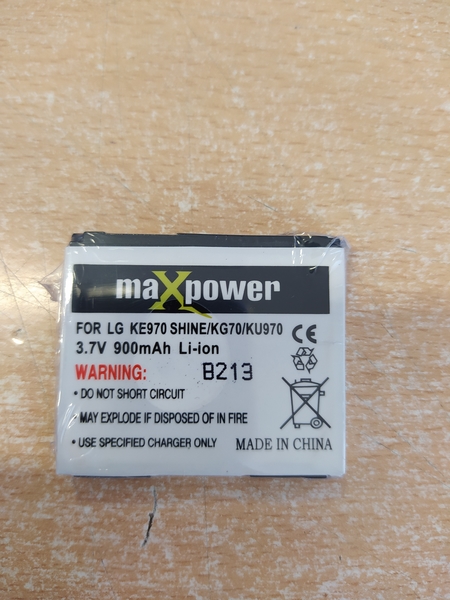 maXpower
FOR LG KE970 SHINE/KG70/KU970
3.7V 900mAh Li-ion
CE
WARNING: B213
• DO NOT SHORT CIRCUIT
• MAY EXPLODE IF DISPOSED OF IN FIRE
• USE SPECIFIED CHARGER ONLY
MADE IN CHINA